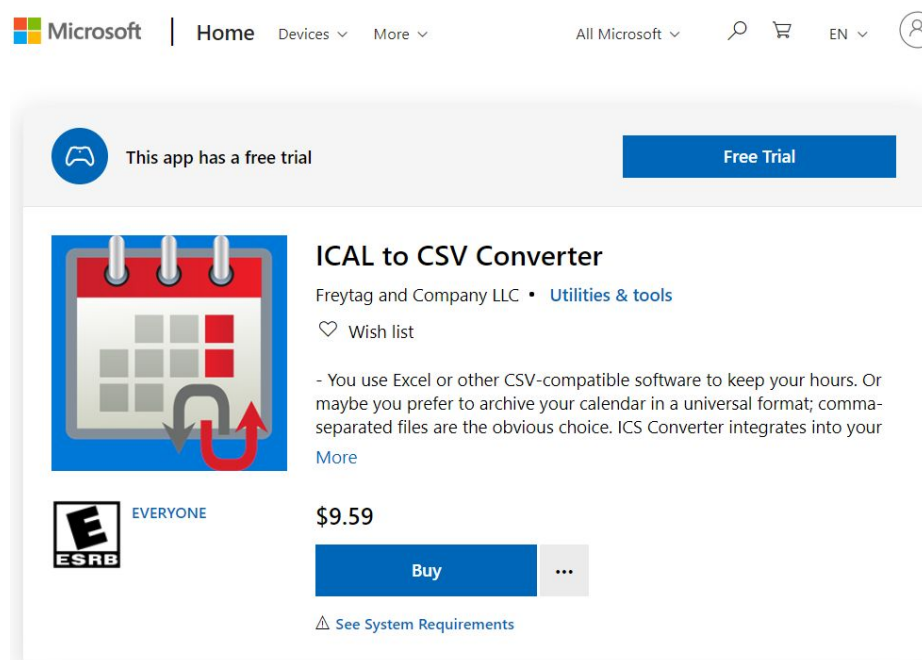 Microsoft Home Devices More All Microsoft EN
This app has a free trial
Free Trial
ICAL to CSV Converter
Freytag and Company LLC • Utilities & tools
Wish list
- You use Excel or other CSV-compatible software to keep your hours. Or
maybe you prefer to archive your calendar in a universal format; comma-
separated files are the obvious choice. ICS Converter integrates into your
More
E
ESRB
EVERYONE
$9.59
Buy
...
See System Requirements